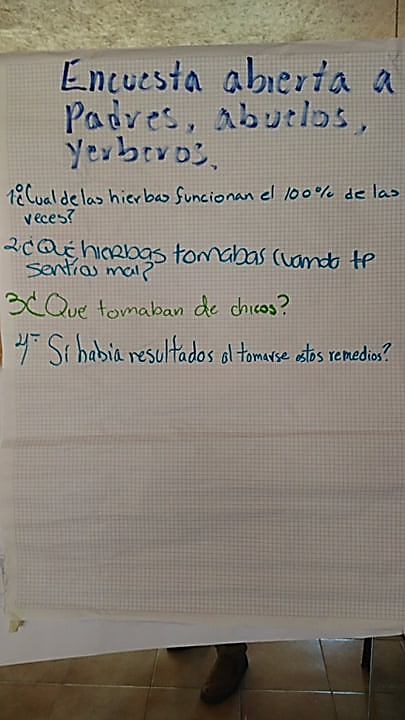 Encuesta abierta a
Padres, abuelos,
Yerberos.
1º¿Cual de las hierbas funcionan el 100% de las
veces?
2.¿Qué hierbas tomabas cuando te
sentías mal?
3¿Que tomaban de chicos?
4- Sí había resultados al tomarse estos remedios?